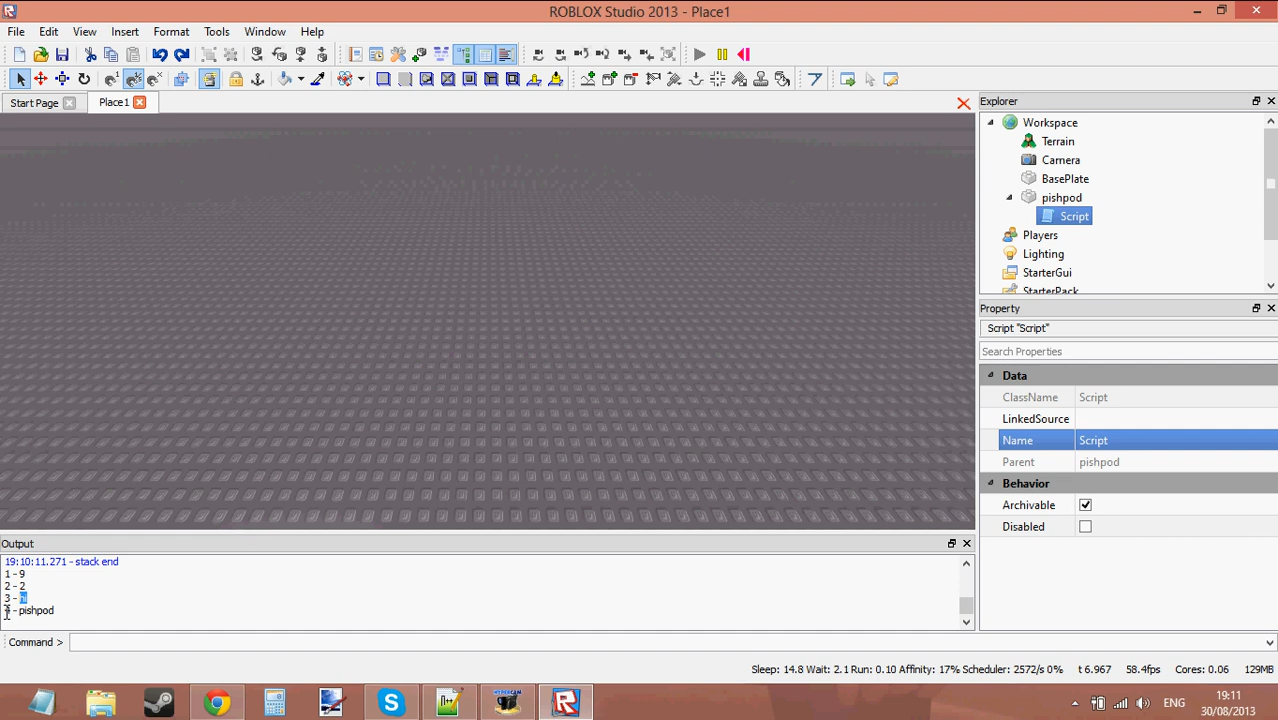 ROBLOX Studio 2013 - Place1
File Edit View Insert Format Tools Window Help
Start Page Place1
Explorer
Workspace
Terrain
Camera
BasePlate
pishpod
Script
Players
Lighting
StarterGui
StarterPack
Property
Script "Script"
Search Properties
Data
ClassName Script
LinkedSource
Name Script
Parent pishpod
Behavior
Archivable
Disabled
Output
19:10:11.271 - stack end
1 - 9
2 - 2
3 - hi
- pishpod
Command >
Sleep: 14.8 Wait: 2.1 Run: 0.10 Affinity: 17% Scheduler: 2572/s 0% t 6.967 58.4fps Cores: 0.06 129MB
ENG
19:11
30/08/2013